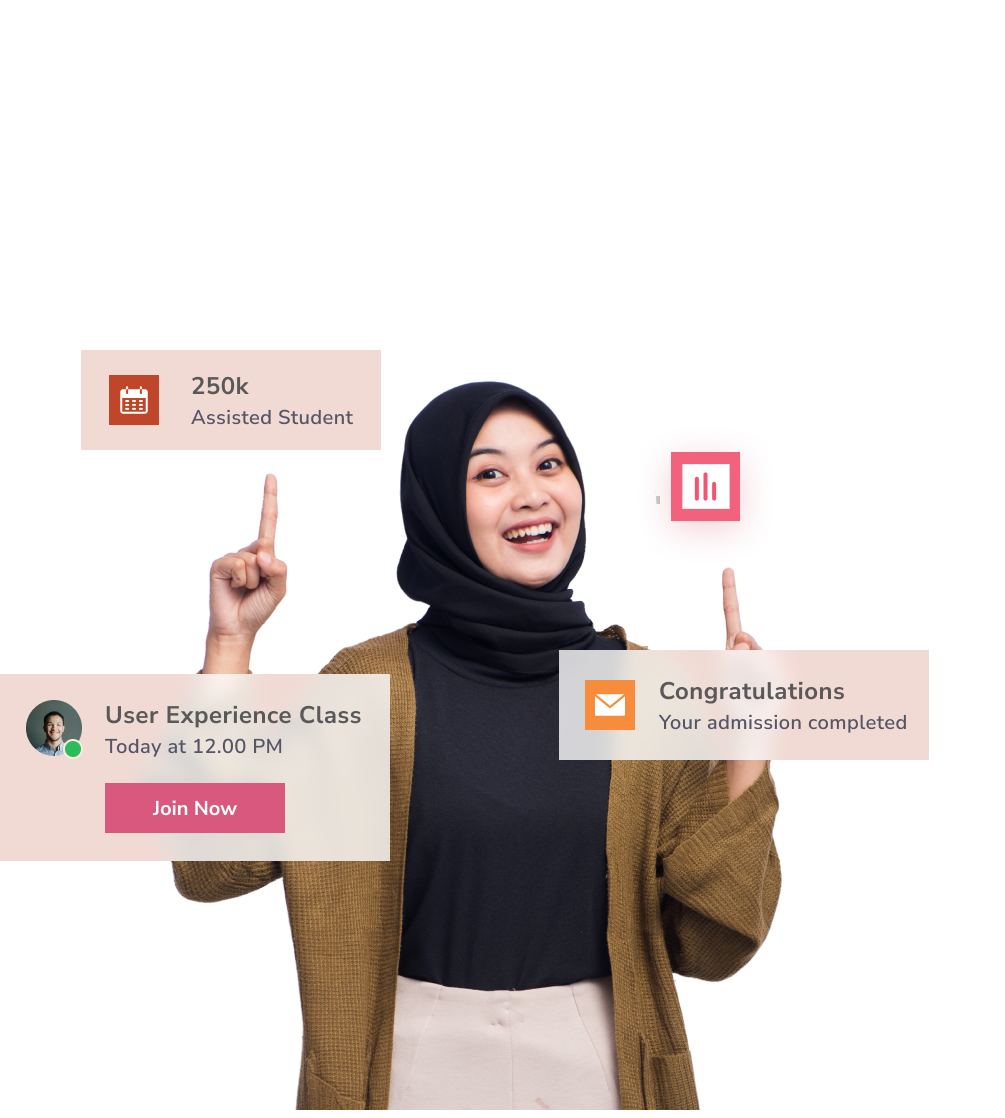 250k
Assisted Student
User Experience Class
Today at 12.00 PM
Join Now
Congratulations
Your admission completed